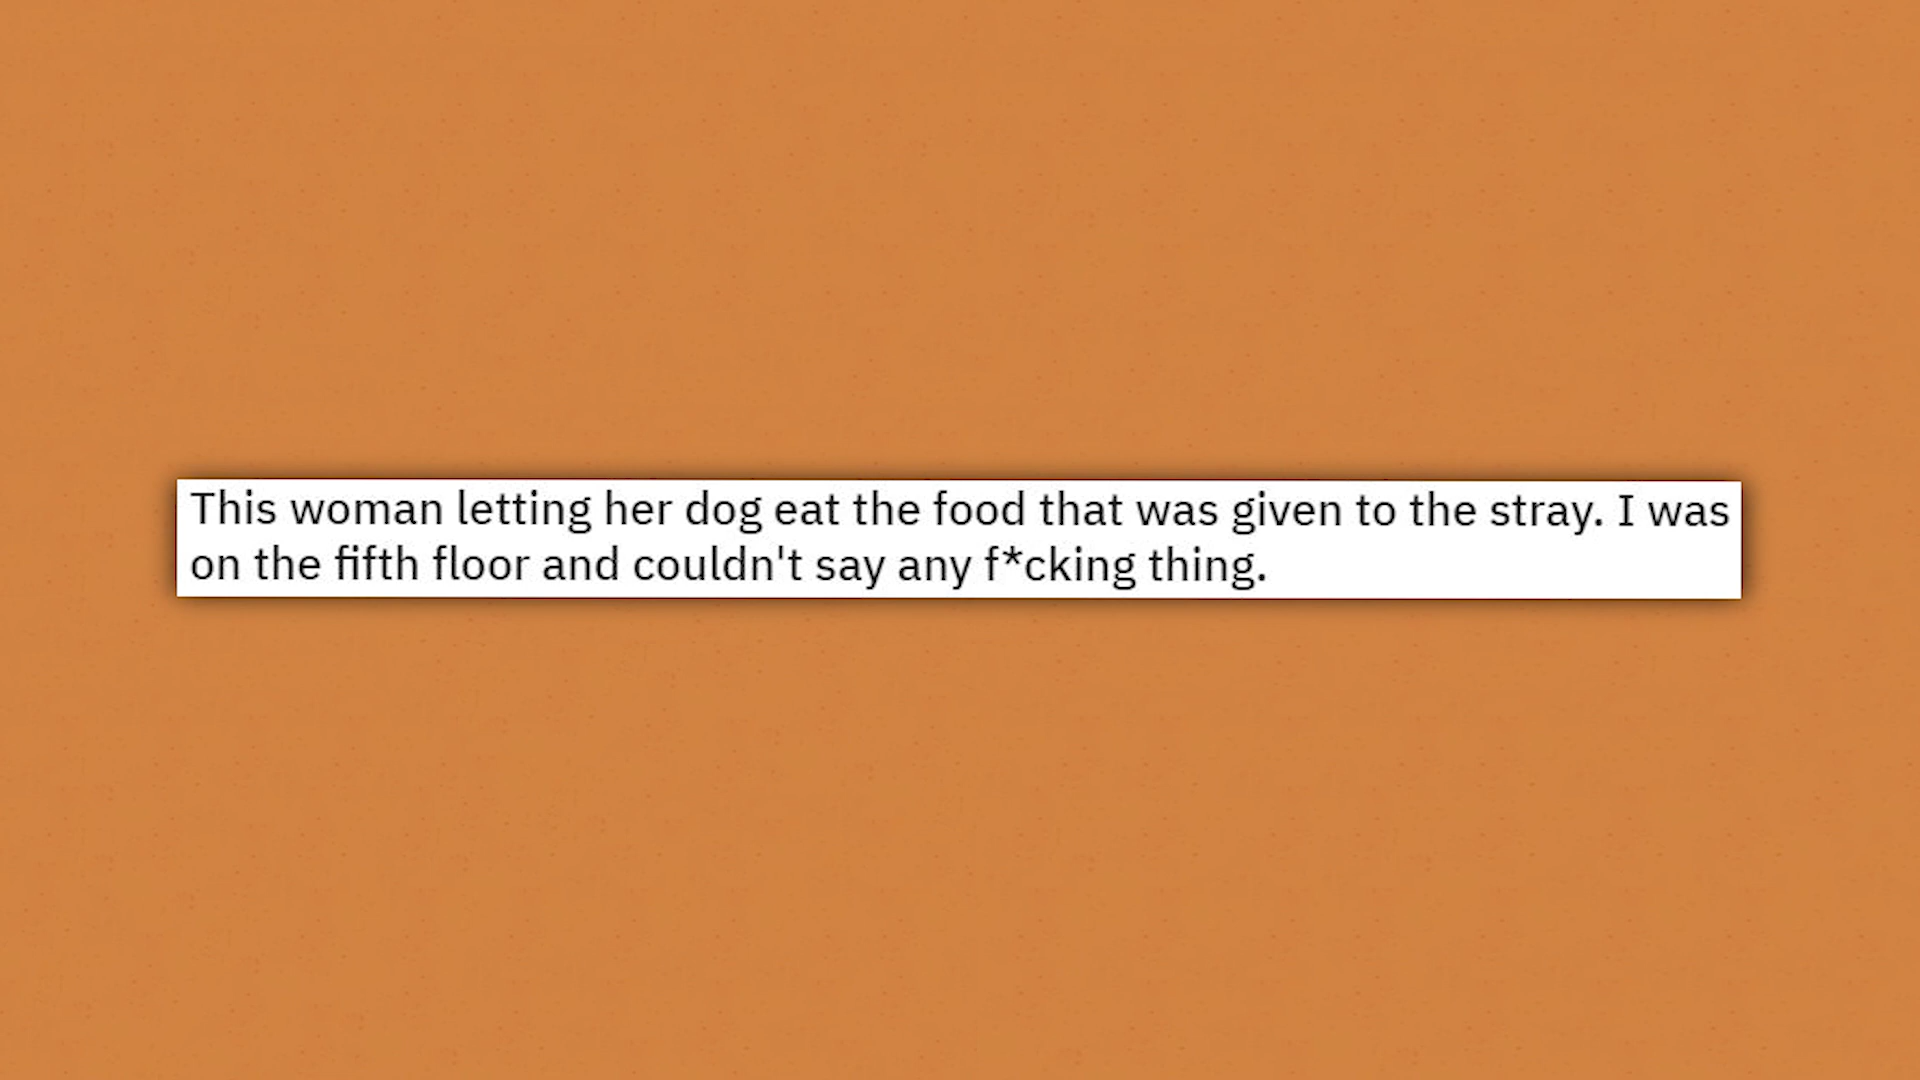 This woman letting her dog eat the food that was given to the stray. I was
on the fifth floor and couldn't say any f*cking thing.